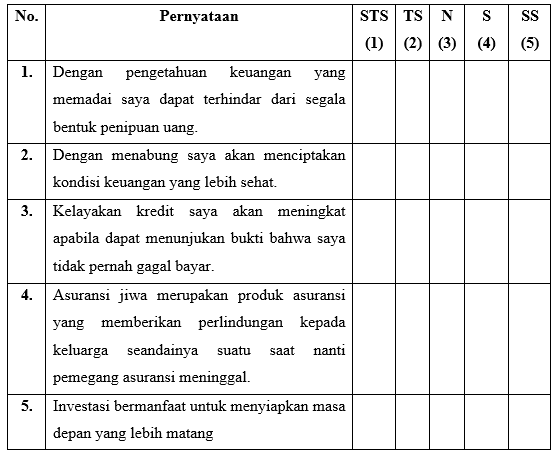 No. Pernyataan STS TS N S SS
(1) (2) (3) (4) (5)
1. Dengan pengetahuan keuangan yang
memadai saya dapat terhindar dari segala
bentuk penipuan uang.
2. Dengan menabung saya akan menciptakan
kondisi keuangan yang lebih sehat.
3. Kelayakan kredit saya akan meningkat
apabila dapat menunjukan bukti bahwa saya
tidak pernah gagal bayar.
4. Asuransi jiwa merupakan produk asuransi
yang memberikan perlindungan kepada
keluarga seandainya suatu saat nanti
pemegang asuransi meninggal.
5. Investasi bermanfaat untuk menyiapkan masa
depan yang lebih matang